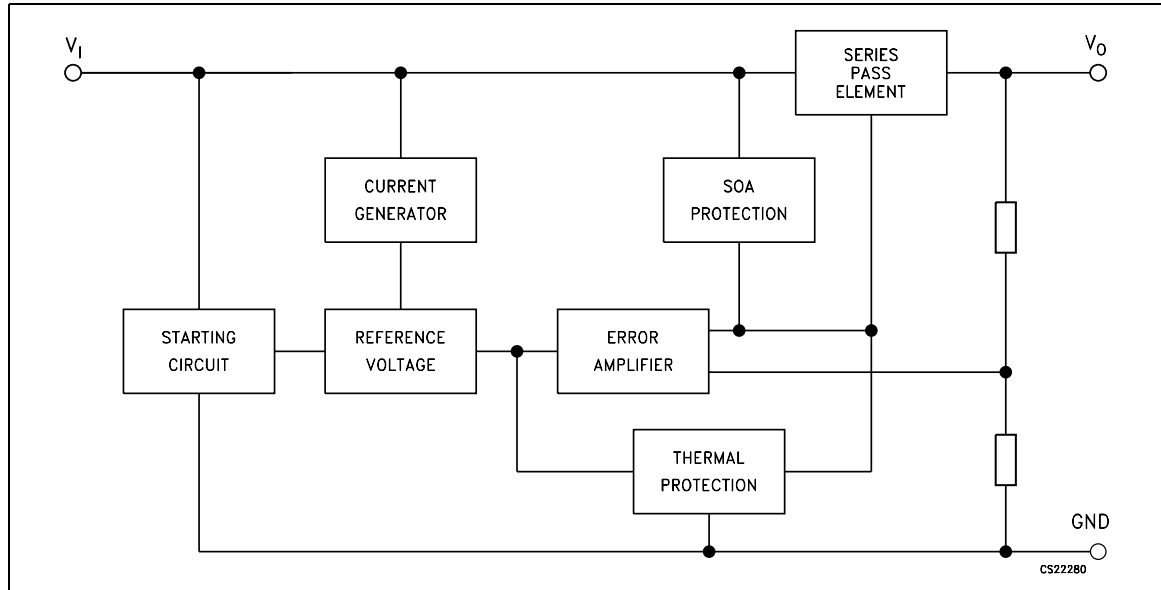 V_I
SERIES
PASS
ELEMENT
V_O
CURRENT
GENERATOR
SOA
PROTECTION
STARTING
CIRCUIT
REFERENCE
VOLTAGE
ERROR
AMPLIFIER
THERMAL
PROTECTION
GND
CS22280